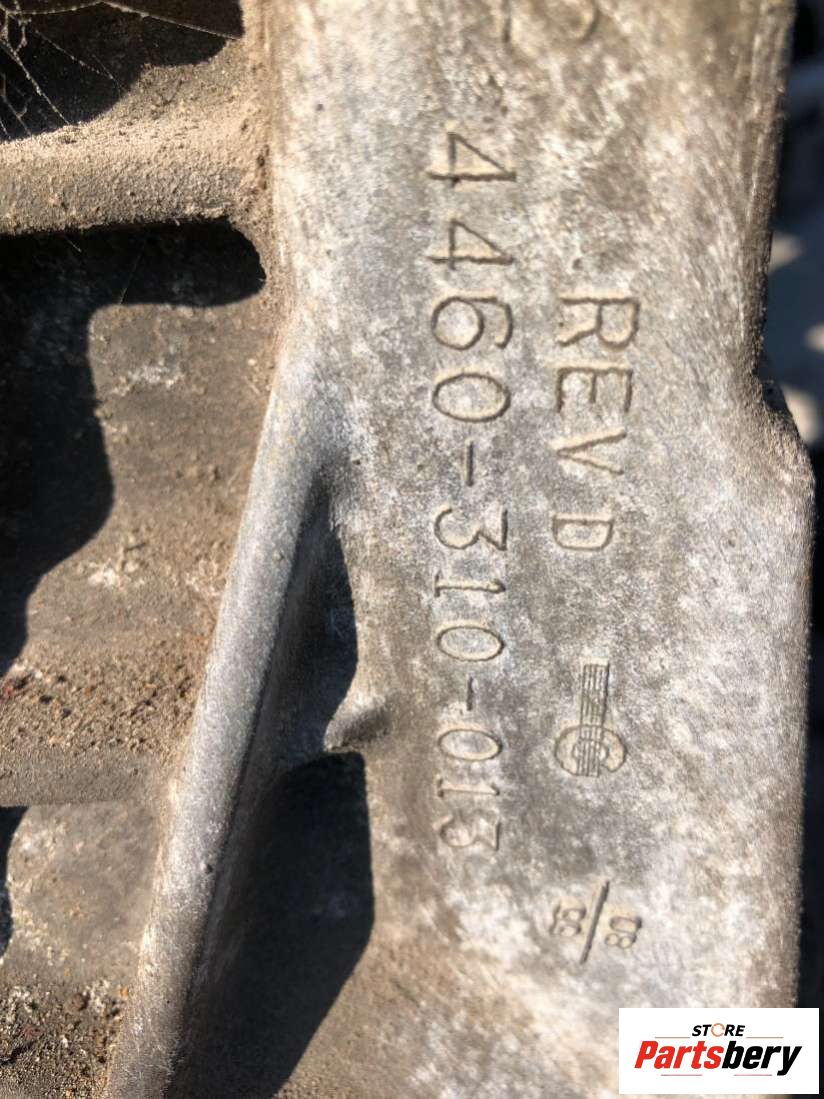 4460-310-013
REV D
STORE
Partsbery